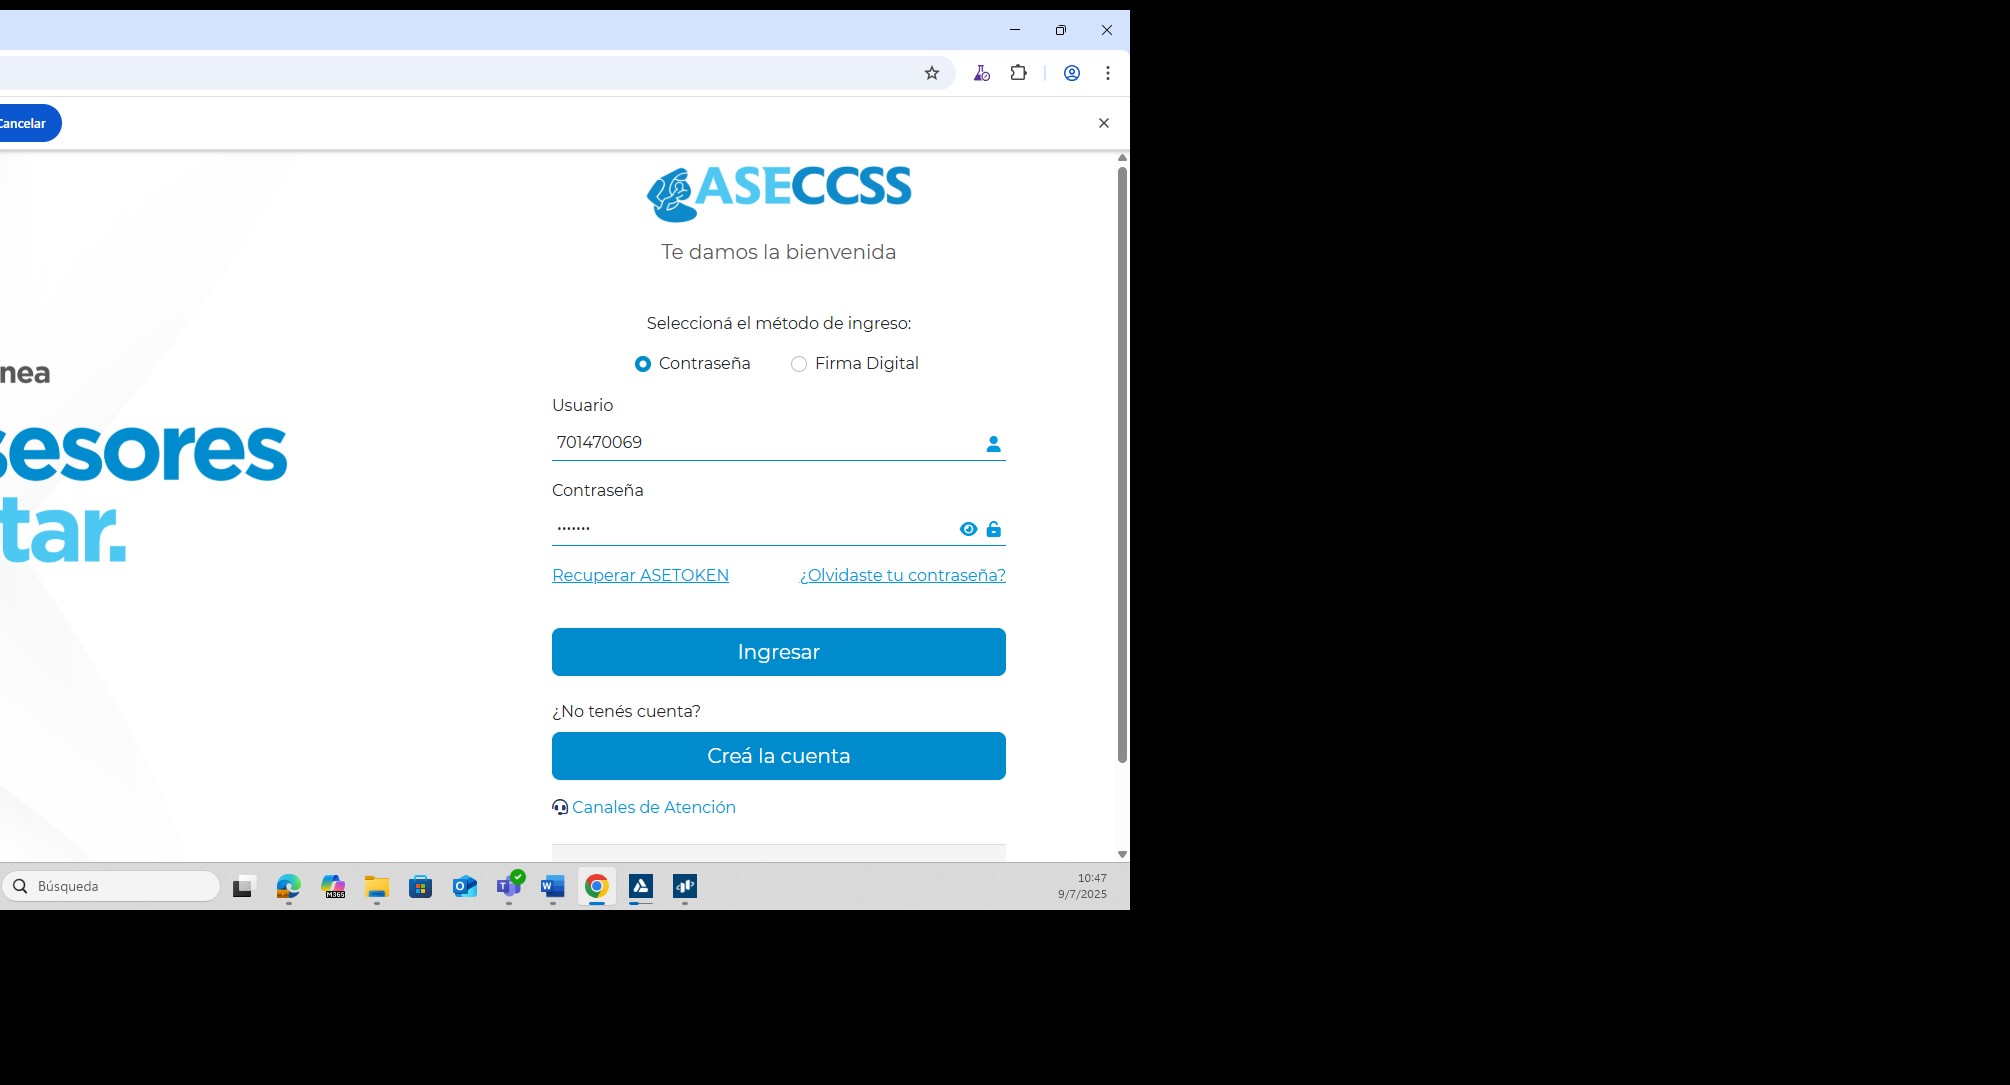 Cancelar
ASECCSS
Te damos la bienvenida
Seleccioná el método de ingreso:
Contraseña Firma Digital
nea
sesores
tar.
Usuario
701470069
Contraseña
•••••••
Recuperar ASETOKEN ¿Olvidaste tu contraseña?
Ingresar
¿No tenés cuenta?
Creá la cuenta
Canales de Atención
Búsqueda
M365
10:47
9/7/2025